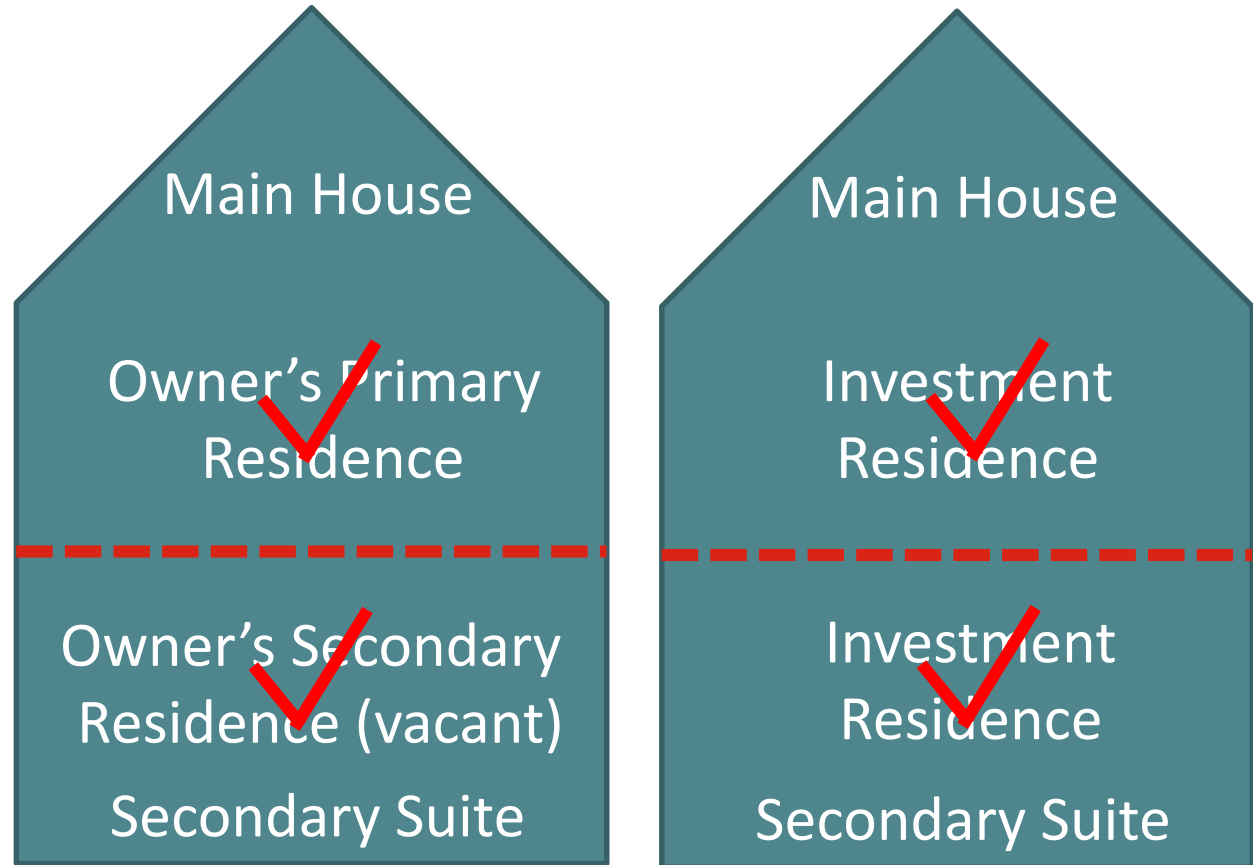 Main House
Owner’s Primary
Residence
Owner’s Secondary
Residence (vacant)
Secondary Suite
Main House
Investment
Residence
Investment
Residence
Secondary Suite